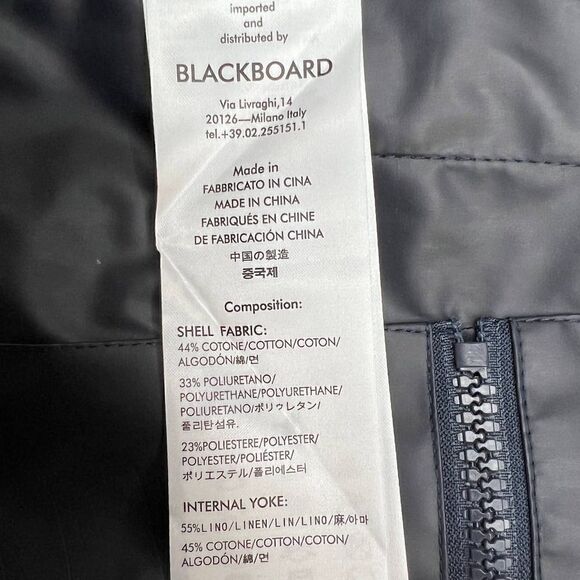 imported
and
distributed by
BLACKBOARD
Via Livraghi,14
20126—Milano Italy
tel.+39.02.255151.1
Made in
FABBRICATO IN CINA
MADE IN CHINA
FABRIQUÉS EN CHINE
DE FABRICACIÓN CHINA
中国の製造
중국제
Composition:
SHELL FABRIC:
44% COTONE/COTTON/COTON/
ALGODÓN/綿/면
33% POLIURETANO/
POLYURETHANE/POLYURETHANE/
POLIURETANO/ポリウレタン/
폴리탄섬유.
23%POLIESTERE/POLYESTER/
POLYESTER/POLIÉSTER/
ポリエステル/폴리에스터
INTERNAL YOKE:
55%LINO/LINEN/LIN/LINO/麻/아마
45% COTONE/COTTON/COTON/
ALGODÓN/綿/면